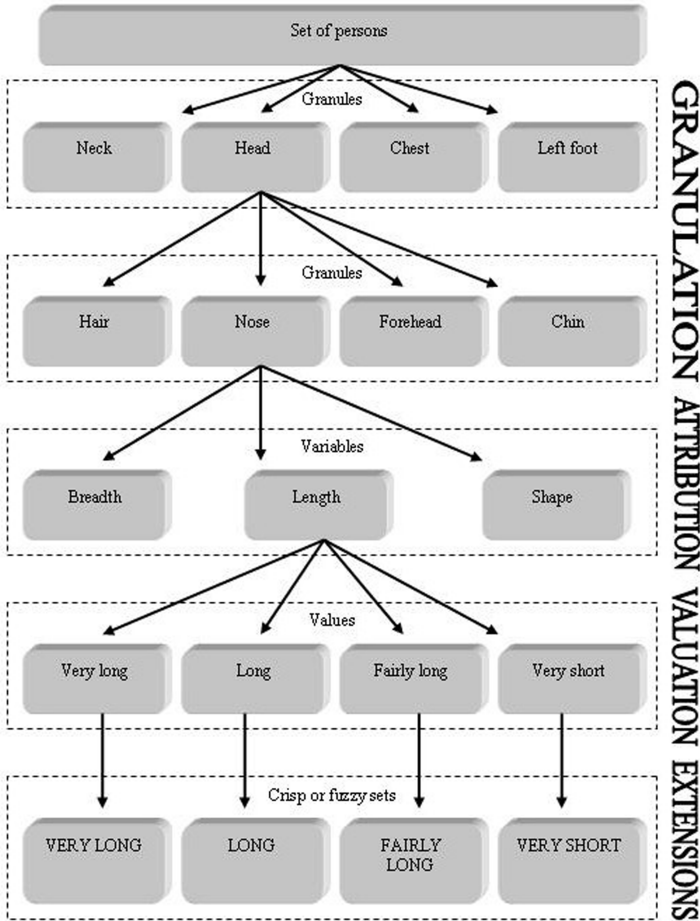 Set of persons
Granules
Neck
Head
Chest
Left foot
Granules
Hair
Nose
Forehead
Chin
Variables
Breadth
Length
Shape
Values
Very long
Long
Fairly long
Very short
Crisp or fuzzy sets
VERY LONG
LONG
FAIRLY
LONG
VERY SHORT
GRANULATION
ATTRIBUTION
VALUATION
EXTENSIONS